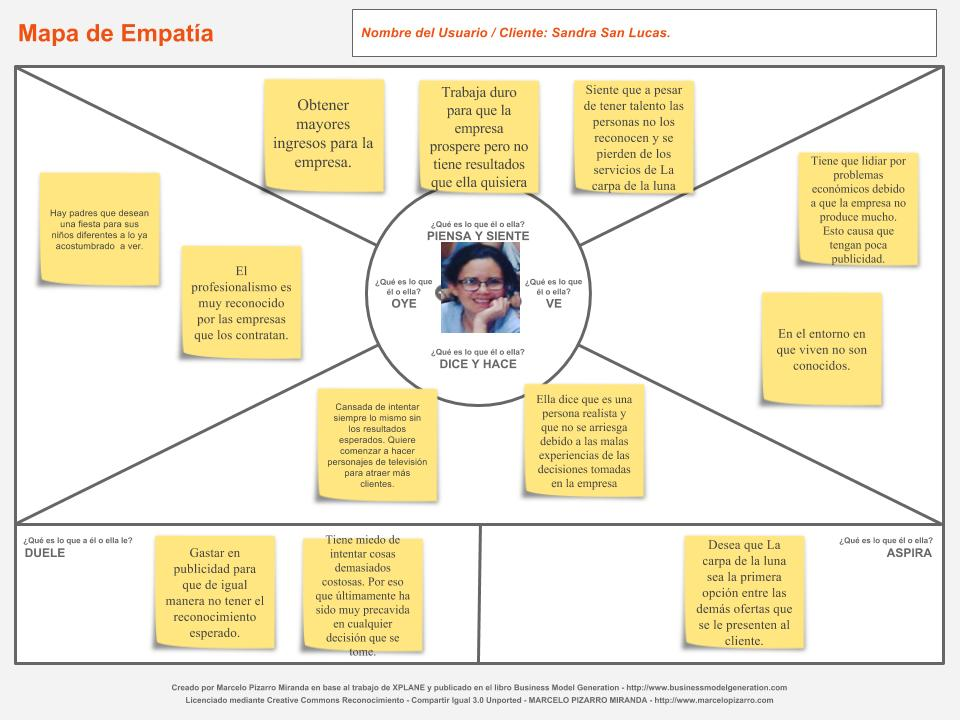 Mapa de Empatía
Nombre del Usuario / Cliente: Sandra San Lucas.
Obtener
mayores
ingresos para la
empresa.
Trabaja duro
para que la
empresa
prospere pero no
tiene resultados
que ella quisiera
Siente que a pesar
de tener talento las
personas no los
reconocen y se
pierden de los
servicios de La
carpa de la luna
Tiene que lidiar por
problemas
económicos debido
a que la empresa no
produce mucho.
Esto causa que
tengan poca
publicidad.
Hay padres que desean
una fiesta para sus
niños diferentes a lo ya
acostumbrado a ver.
El
profesionalismo es
muy reconocido
por las empresas
que los contratan.
¿Qué es lo que él o ella?
PIENSA Y SIENTE
¿Qué es lo que
él o ella?
OYE
¿Qué es lo que
él o ella?
VE
¿Qué es lo que él o ella?
DICE Y HACE
En el entorno en
que viven no son
conocidos.
Cansada de intentar
siempre lo mismo sin
los resultados
esperados. Quiere
comenzar a hacer
personajes de televisión
para atraer más
clientes.
Ella dice que es una
persona realista y
que no se arriesga
debido a las malas
experiencias de las
decisiones tomadas
en la empresa
¿Qué es lo que a él o ella le?
DUELE
Gastar en
publicidad para
que de igual
manera no tener el
reconocimiento
esperado.
Tiene miedo de
intentar cosas
demasiados
costosas. Por eso
que últimamente ha
sido muy precavida
en cualquier
decisión que se
tome.
Desea que La
carpa de la luna
sea la primera
opción entre las
demás ofertas que
se le presenten al
cliente.
¿Qué es lo que él o ella?
ASPIRA
Creado por Marcelo Pizarro Miranda en base al trabajo de XPLANE y publicado en el libro Business Model Generation - http://www.businessmodelgeneration.com
Licenciado mediante Creative Commons Reconocimiento - Compartir Igual 3.0 Unported - MARCELO PIZARRO MIRANDA - http://www.marcelopizarro.com